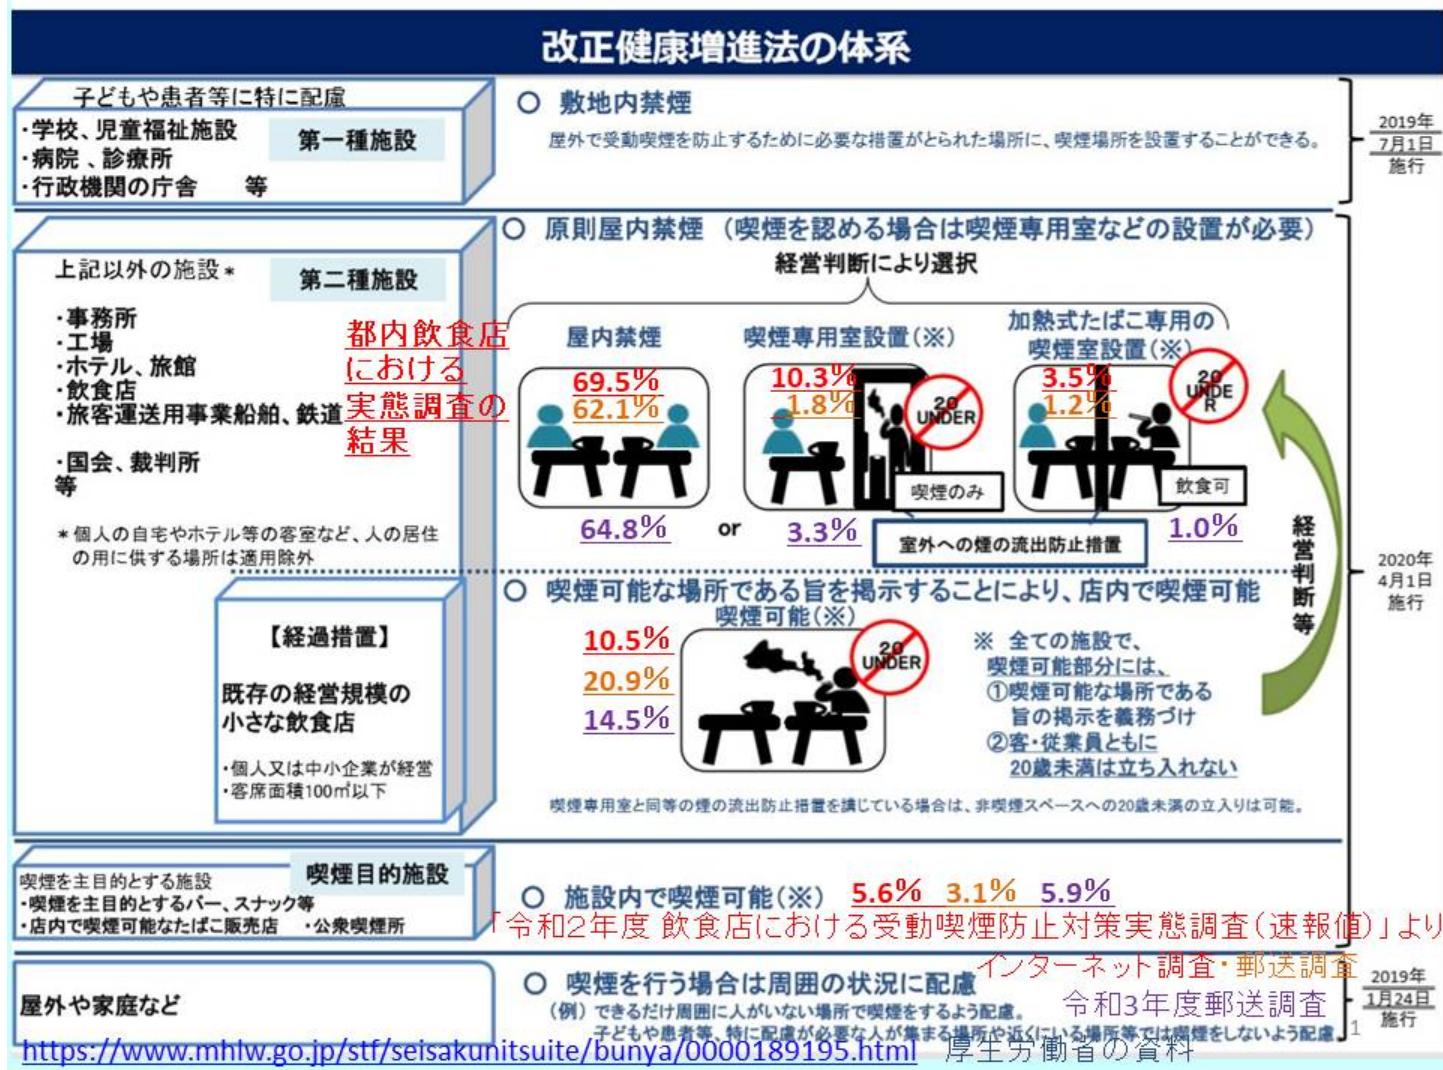 改正健康増進法の体系
子どもや患者等に特に配慮
・学校、児童福祉施設
・病院、診療所
・行政機関の庁舎 等
第一種施設
○ 敷地内禁煙
屋外で受動喫煙を防止するために必要な措置がとられた場所に、喫煙場所を設置することができる。
2019年
7月1日
施行
上記以外の施設*
第二種施設
・事務所
・工場
・ホテル、旅館
・飲食店
・旅客運送用事業船舶、鉄道
・国会、裁判所
等
*個人の自宅やホテル等の客室など、人の居住
の用に供する場所は適用除外
都内飲食店
における
実態調査の
結果
○ 原則屋内禁煙 (喫煙を認める場合は喫煙専用室などの設置が必要)
経営判断により選択
屋内禁煙
69.5%
62.1%
64.8%
or
喫煙専用室設置(※)
10.3%
1.8%
20
UNDER
喫煙のみ
3.3%
加熱式たばこ専用の
喫煙室設置(※)
3.5%
1.2%
20
UNDE
R
飲食可
1.0%
室外への煙の流出防止措置
経営判断等
2020年
4月1日
施行
【経過措置】
既存の経営規模の
小さな飲食店
・個人又は中小企業が経営
・客席面積100㎡以下
○ 喫煙可能な場所である旨を掲示することにより、店内で喫煙可能
喫煙可能(※)
10.5%
20.9%
14.5%
20
UNDER
※ 全ての施設で、
喫煙可能部分には、
①喫煙可能な場所である
旨の掲示を義務づけ
②客・従業員ともに
20歳未満は立ち入れない
喫煙専用室と同等の煙の流出防止措置を講じている場合は、非喫煙スペースへの20歳未満の立入りは可能。
喫煙を主目的とする施設
喫煙目的施設
・喫煙を主目的とするバー、スナック等
・店内で喫煙可能なたばこ販売店 ・公衆喫煙所
○ 施設内で喫煙可能(※) 5.6% 3.1% 5.9%
「令和2年度 飲食店における受動喫煙防止対策実態調査(速報値)」より
インターネット調査・郵送調査
令和3年度郵送調査
屋外や家庭など
○ 喫煙を行う場合は周囲の状況に配慮
(例)できるだけ周囲に人がいない場所で喫煙をするよう配慮。
子どもや患者等、特に配慮が必要な人が集まる場所や近くにいる場所等では喫煙をしないよう配慮。
2019年
1月24日
施行
1
https://www.mhlw.go.jp/stf/seisakunitsuite/bunya/0000189195.html 厚生労働省の資料